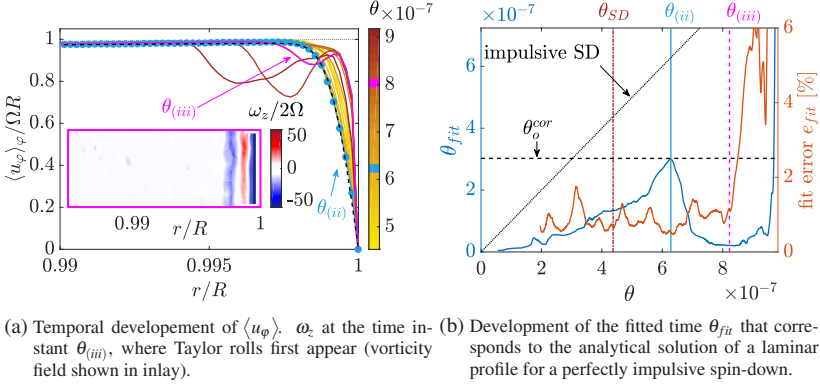 θ ×10⁻⁷
1
0.8
0.6
0.4
0.2
0
⟨u_φ⟩_φ/ΩR
θ_(iii)
ω_z/2Ω
50
0
-50
0.99
r/R
1
θ_(ii)
0.99
0.995
1
r/R
9
8
7
6
5
×10⁻⁷
θ_SD
θ_(ii)
θ_(iii)
impulsive SD
θ_o^cor
6
4
2
0
θ_fit
0
2
4
6
8
×10⁻⁷
θ
6
4
2
0
fit error e_fit [%]
(a) Temporal developement of ⟨u_φ⟩. ω_z at the time in-
stant θ_(iii), where Taylor rolls first appear (vorticity
field shown in inlay).
(b) Development of the fitted time θ_fit that corre-
sponds to the analytical solution of a laminar
profile for a perfectly impulsive spin-down.